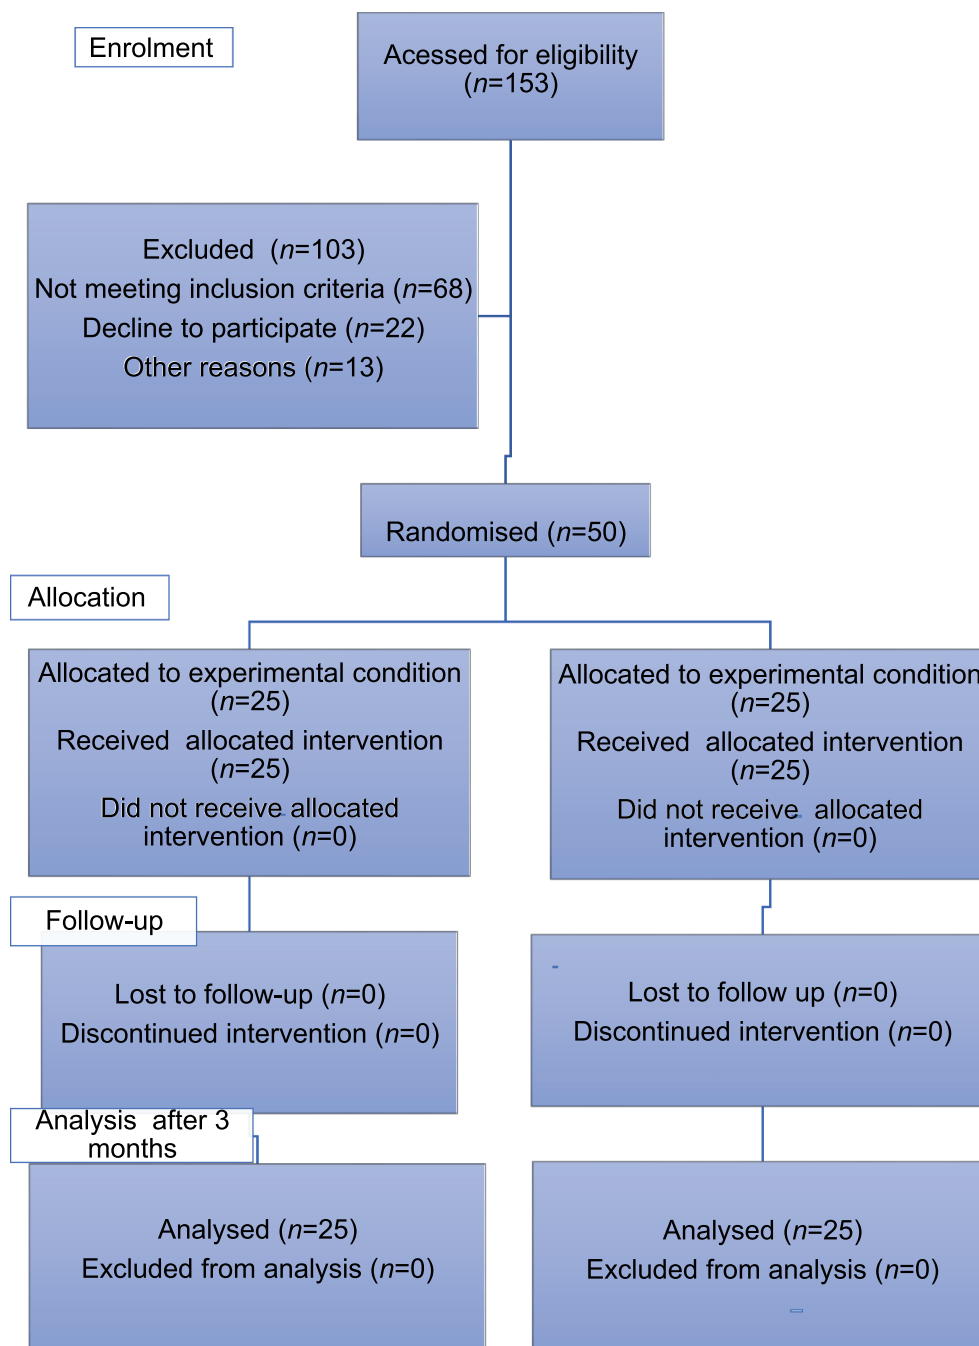 Enrolment
Acessed for eligibility
(n=153)
Excluded (n=103)
Not meeting inclusion criteria (n=68)
Decline to participate (n=22)
Other reasons (n=13)
Randomised (n=50)
Allocation
Allocated to experimental condition
(n=25)
Received allocated intervention
(n=25)
Did not receive allocated
intervention (n=0)
Allocated to experimental condition
(n=25)
Received allocated intervention
(n=25)
Did not receive allocated
intervention (n=0)
Follow-up
Lost to follow-up (n=0)
Discontinued intervention (n=0)
Lost to follow up (n=0)
Discontinued intervention (n=0)
Analysis after 3
months
Analysed (n=25)
Excluded from analysis (n=0)
Analysed (n=25)
Excluded from analysis (n=0)